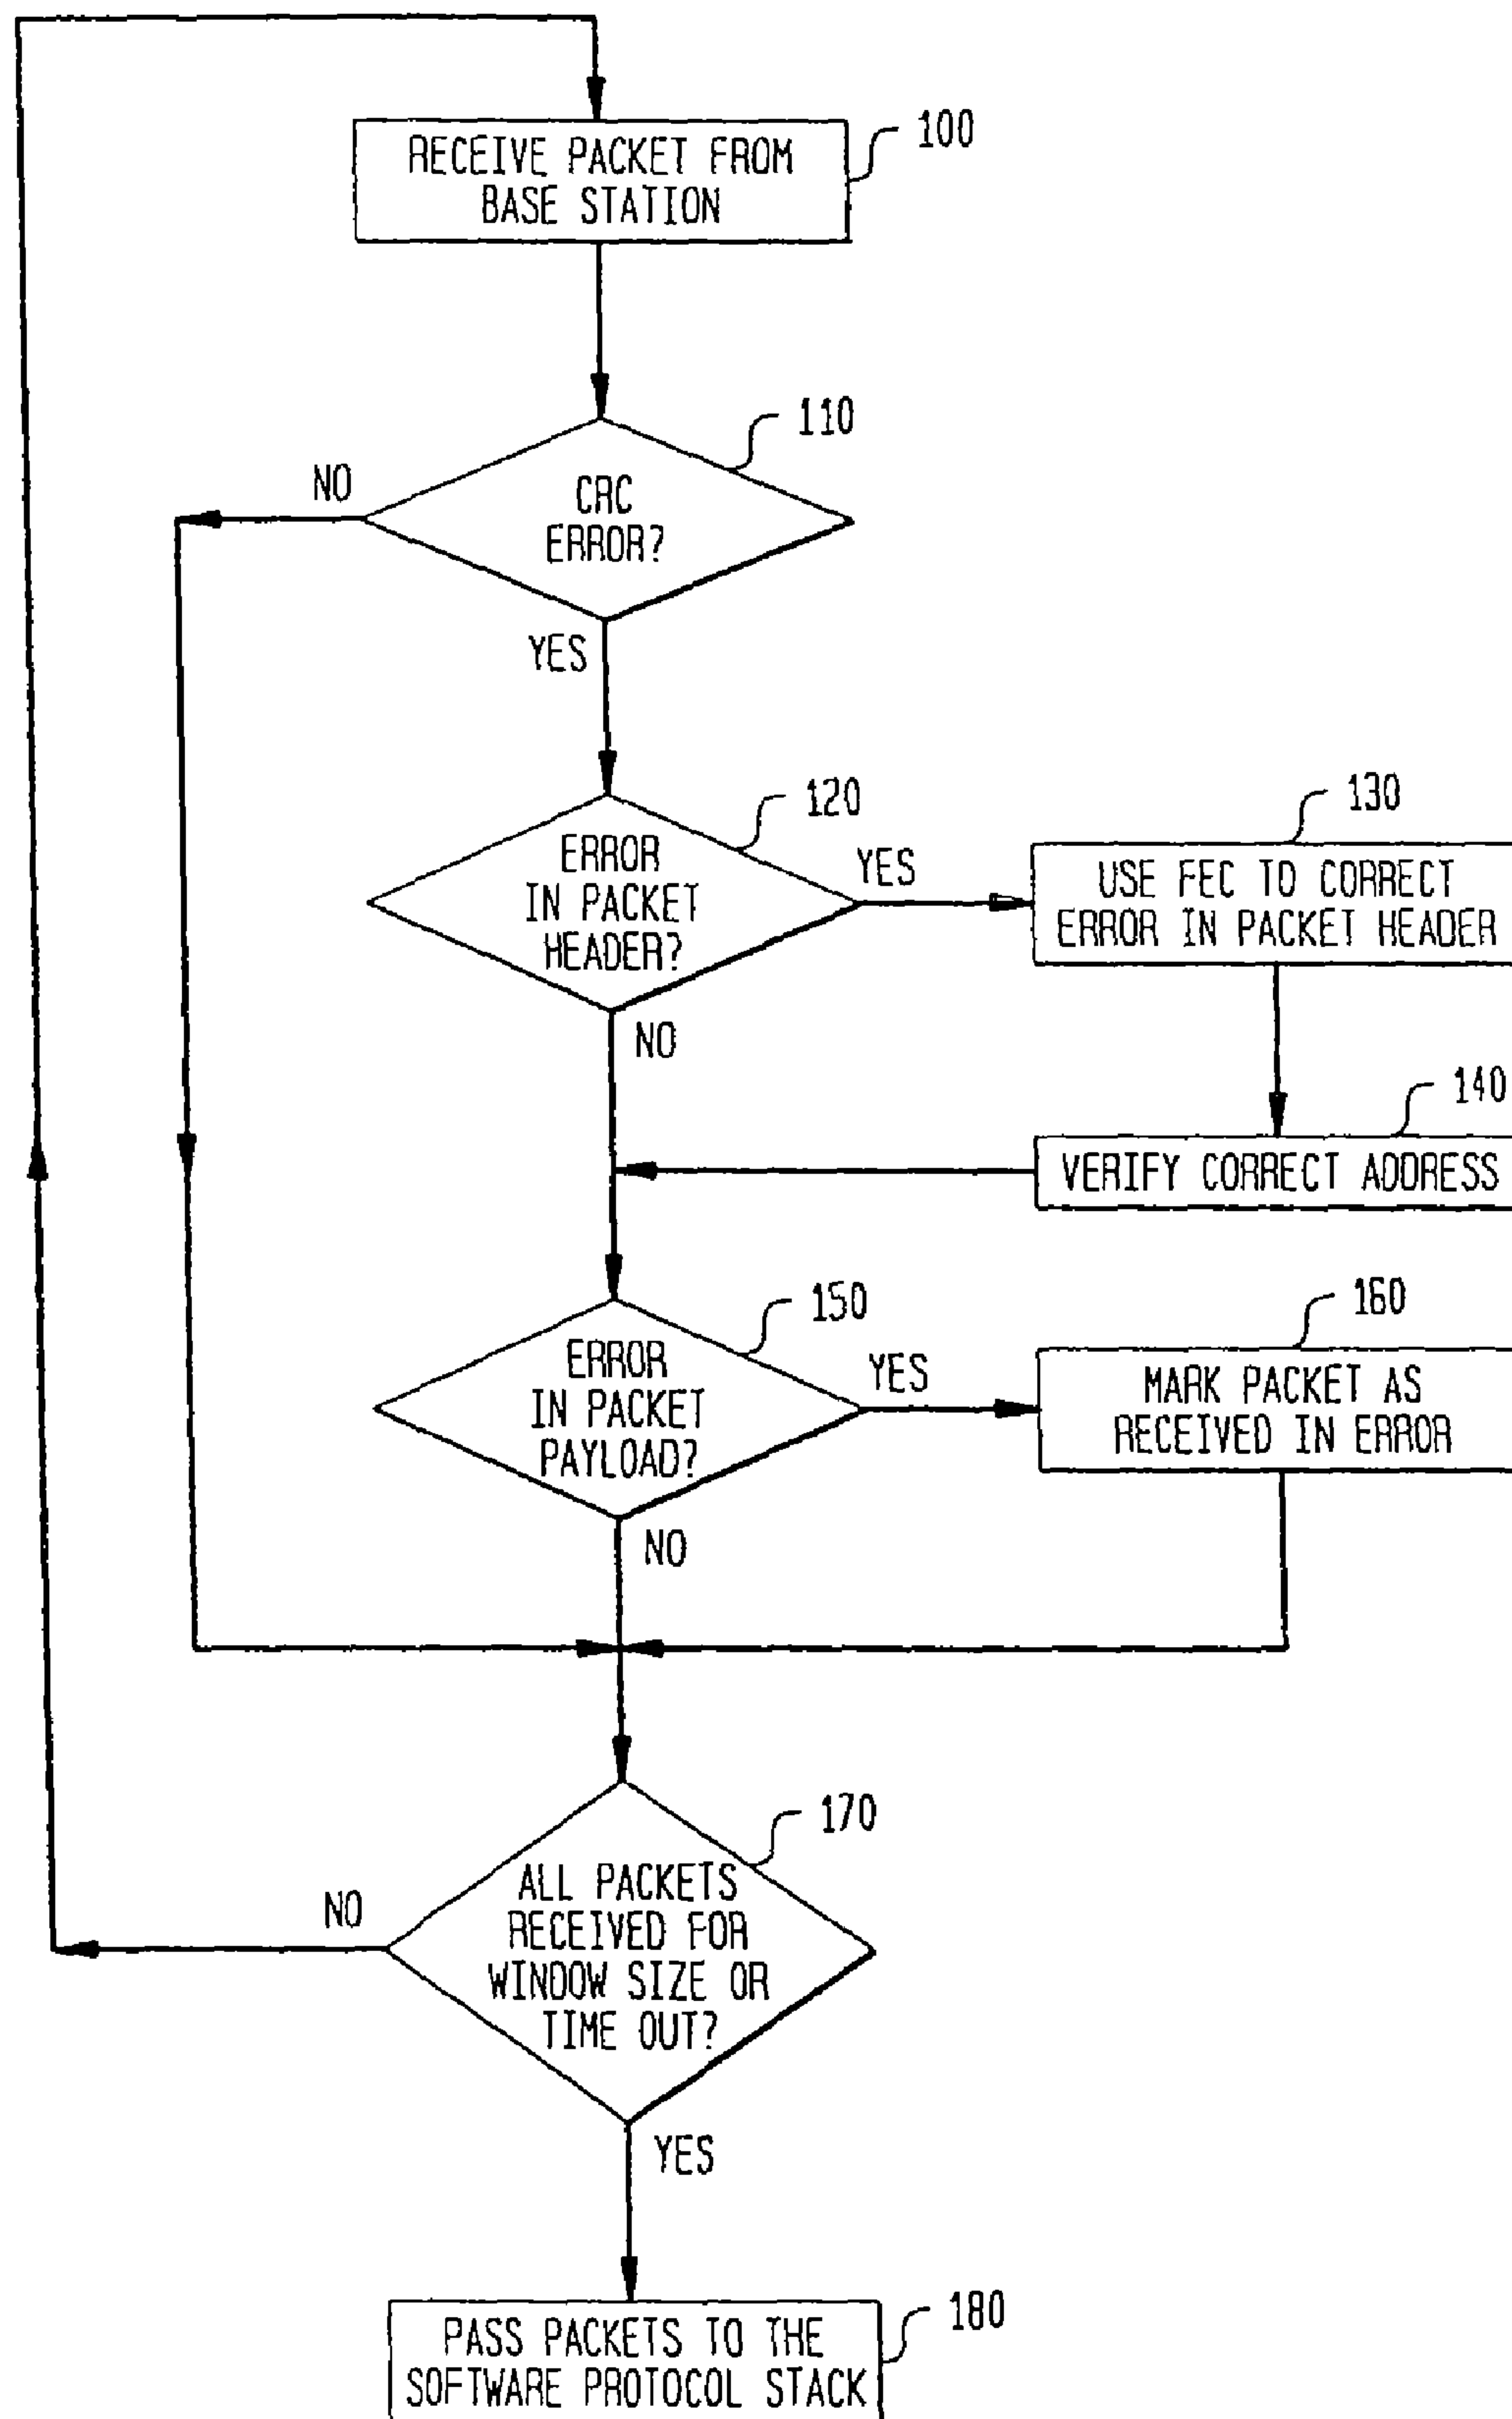 RECEIVE PACKET FROM
BASE STATION
100
CRC
ERROR?
110
NO
YES
ERROR
IN PACKET
HEADER?
120
YES
NO
USE FEC TO CORRECT
ERROR IN PACKET HEADER
130
VERIFY CORRECT ADDRESS
140
ERROR
IN PACKET
PAYLOAD?
150
YES
NO
MARK PACKET AS
RECEIVED IN ERROR
160
ALL PACKETS
RECEIVED FOR
WINDOW SIZE OR
TIME OUT?
170
NO
YES
PASS PACKETS TO THE
SOFTWARE PROTOCOL STACK
180